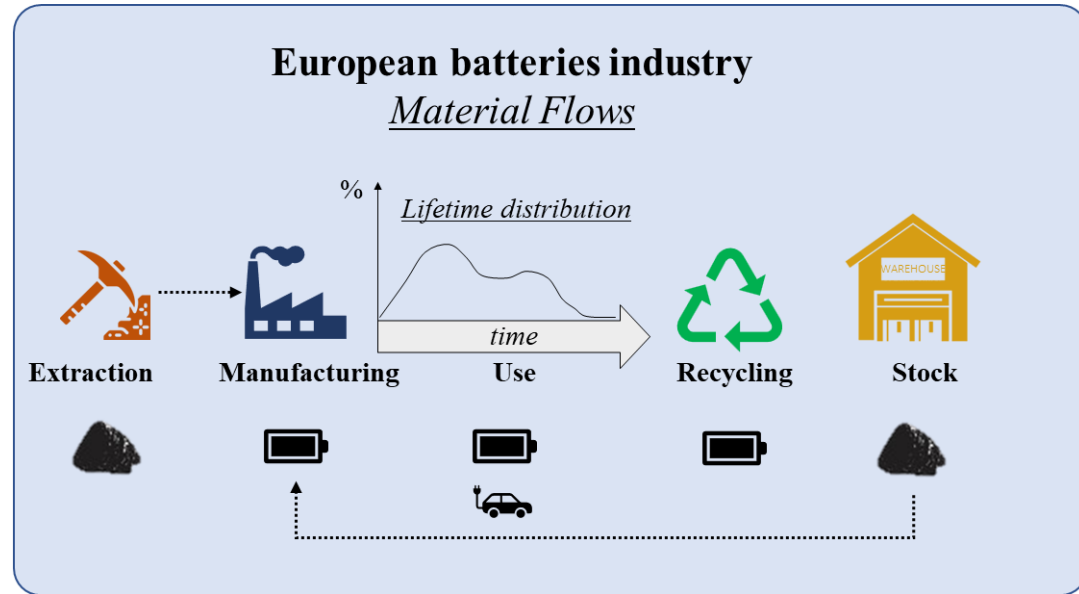 European batteries industry
Material Flows
%
Lifetime distribution
WAREHOUSE
time
Extraction
Manufacturing
Use
Recycling
Stock